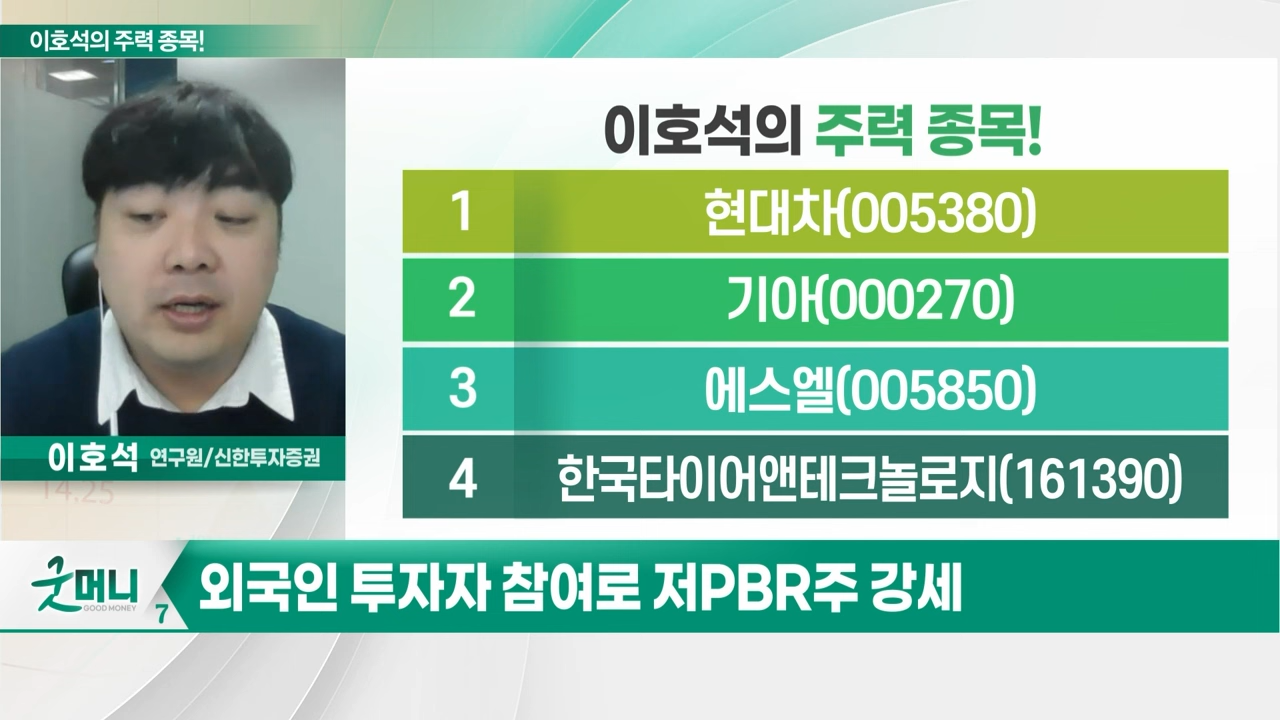 이호석의 주력 종목!
이호석의 주력 종목!
1 현대차(005380)
2 기아(000270)
3 에스엘(005850)
4 한국타이어앤테크놀로지(161390)
이호석 연구원/신한투자증권
14.25
굿머니
GOOD MONEY
7
외국인 투자자 참여로 저PBR주 강세